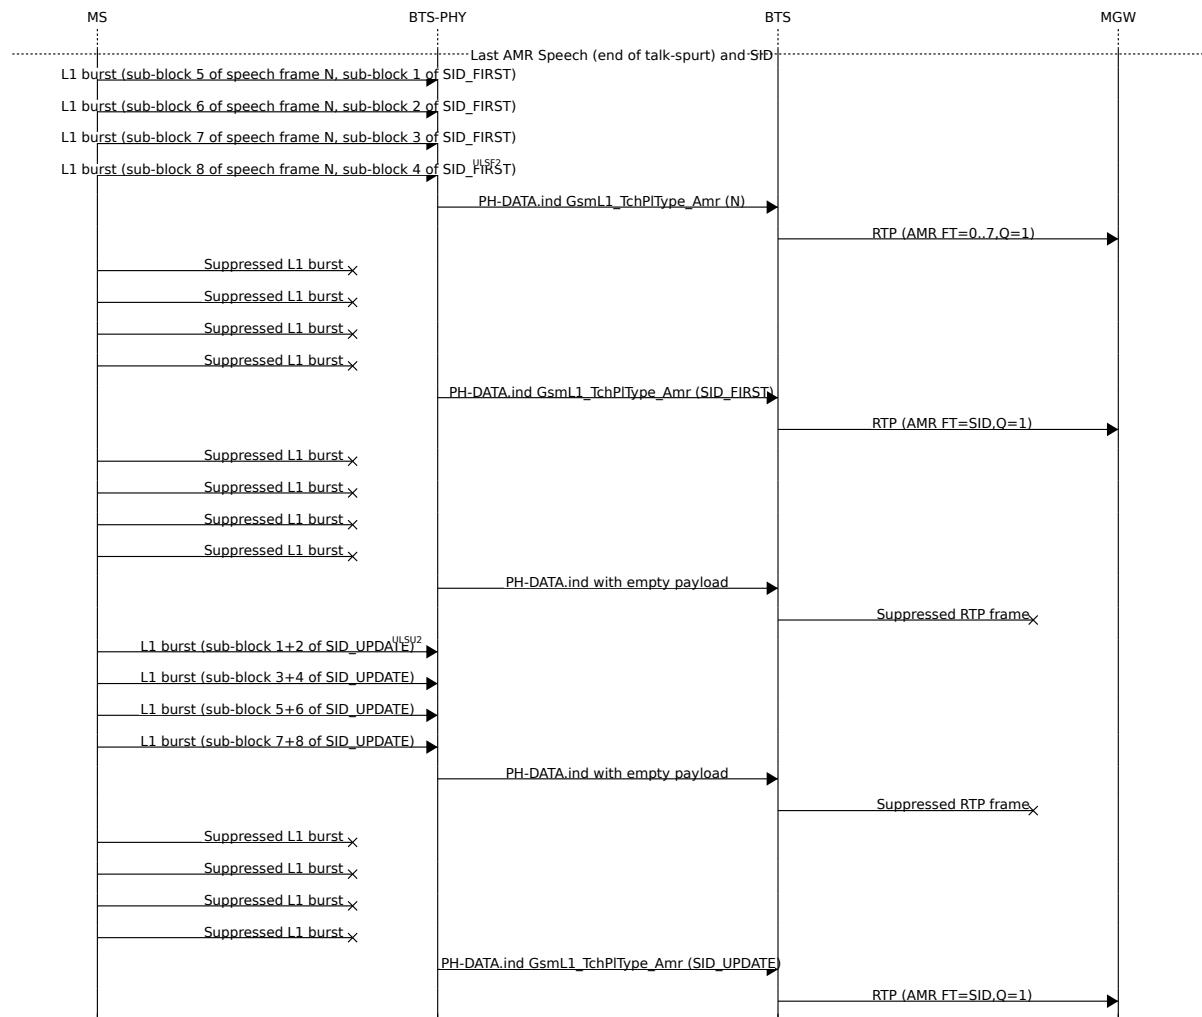 MS BTS-PHY BTS MGW
Last AMR Speech (end of talk-spurt) and SID
L1 burst (sub-block 5 of speech frame N, sub-block 1 of SID_FIRST)
L1 burst (sub-block 6 of speech frame N, sub-block 2 of SID_FIRST)
L1 burst (sub-block 7 of speech frame N, sub-block 3 of SID_FIRST)
ULSF2
L1 burst (sub-block 8 of speech frame N, sub-block 4 of SID_FIRST)
PH-DATA.ind GsmL1_TchPlType_Amr (N)
RTP (AMR FT=0..7,Q=1)
Suppressed L1 burst
Suppressed L1 burst
Suppressed L1 burst
Suppressed L1 burst
PH-DATA.ind GsmL1_TchPlType_Amr (SID_FIRST)
RTP (AMR FT=SID,Q=1)
Suppressed L1 burst
Suppressed L1 burst
Suppressed L1 burst
Suppressed L1 burst
PH-DATA.ind with empty payload
Suppressed RTP frame
ULSU2
L1 burst (sub-block 1+2 of SID_UPDATE)
L1 burst (sub-block 3+4 of SID_UPDATE)
L1 burst (sub-block 5+6 of SID_UPDATE)
L1 burst (sub-block 7+8 of SID_UPDATE)
PH-DATA.ind with empty payload
Suppressed RTP frame
Suppressed L1 burst
Suppressed L1 burst
Suppressed L1 burst
Suppressed L1 burst
PH-DATA.ind GsmL1_TchPlType_Amr (SID_UPDATE)
RTP (AMR FT=SID,Q=1)